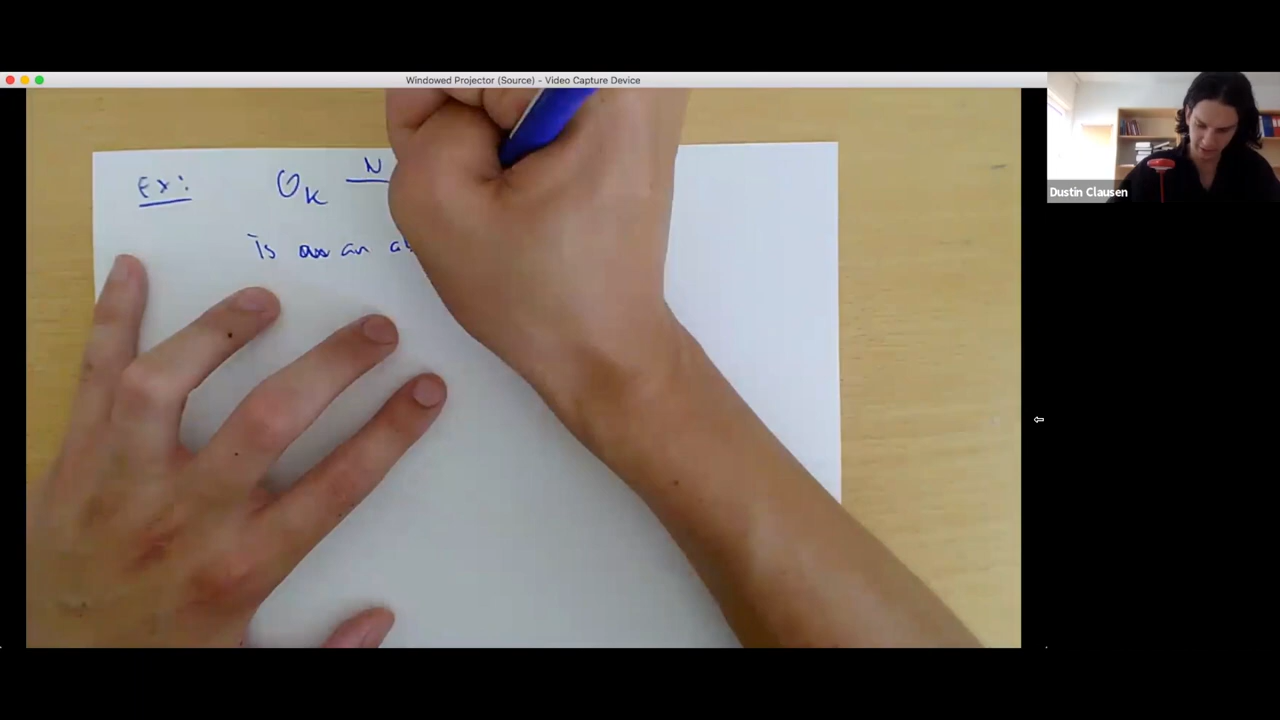 Windowed Projector (Source) - Video Capture Device
Ex:
O_K N
is an
Dustin Clausen